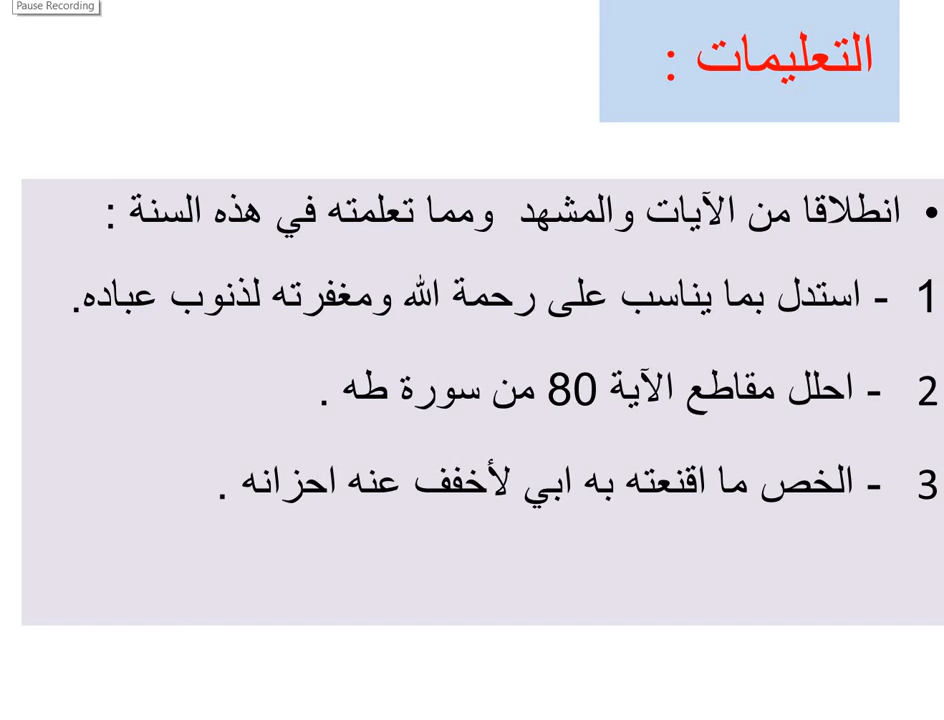 Pause Recording
التعليمات :
• انطلاقا من الآيات والمشهد ومما تعلمته في هذه السنة :
1 - استدل بما يناسب على رحمة الله ومغفرته لذنوب عباده.
2 - احلل مقاطع الآية 80 من سورة طه .
3 - الخص ما اقنعته به ابي لأخفف عنه احزانه .